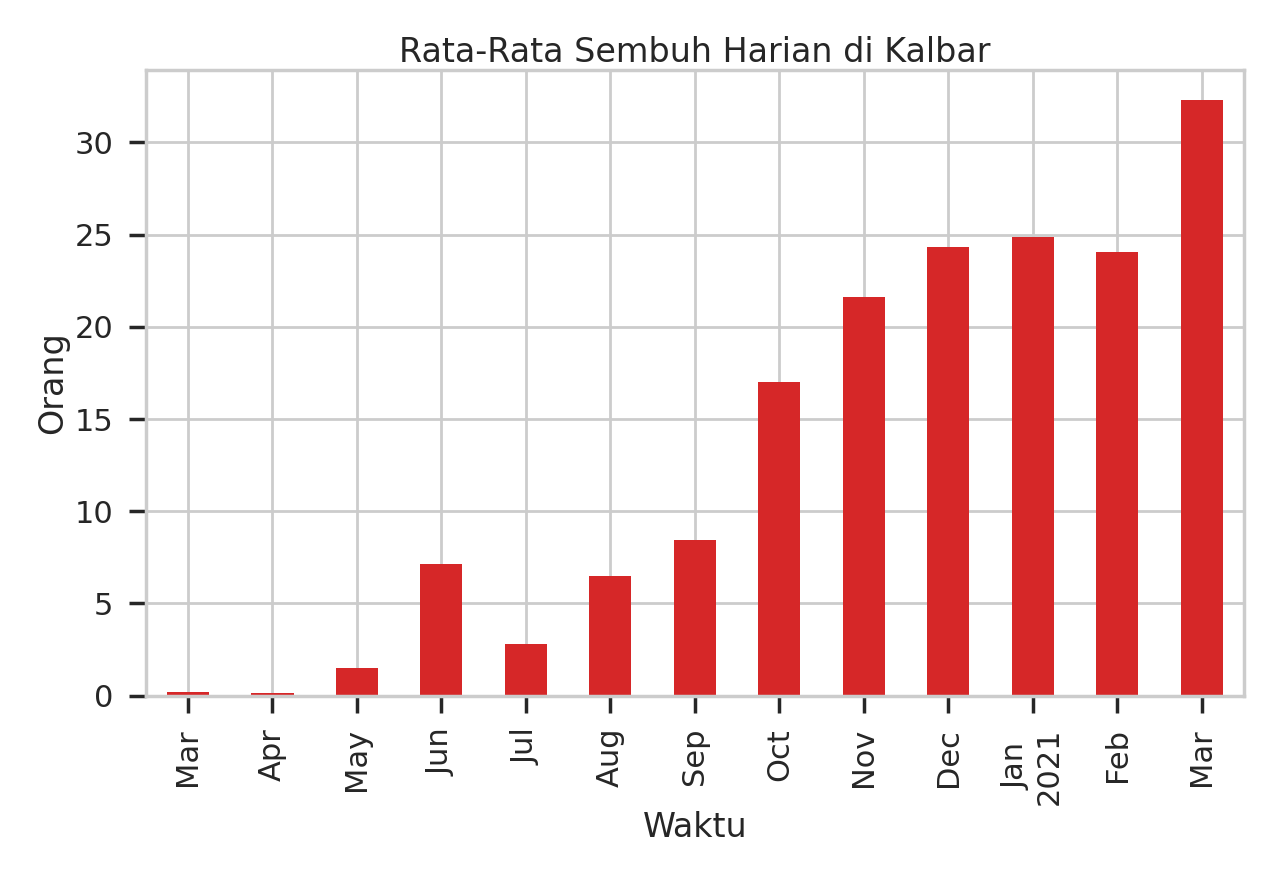 Rata-Rata Sembuh Harian di Kalbar
30
25
20
15
10
5
0
Orang
Mar
Apr
May
Jun
Jul
Aug
Sep
Oct
Nov
Dec
Jan
2021
Feb
Mar
Waktu